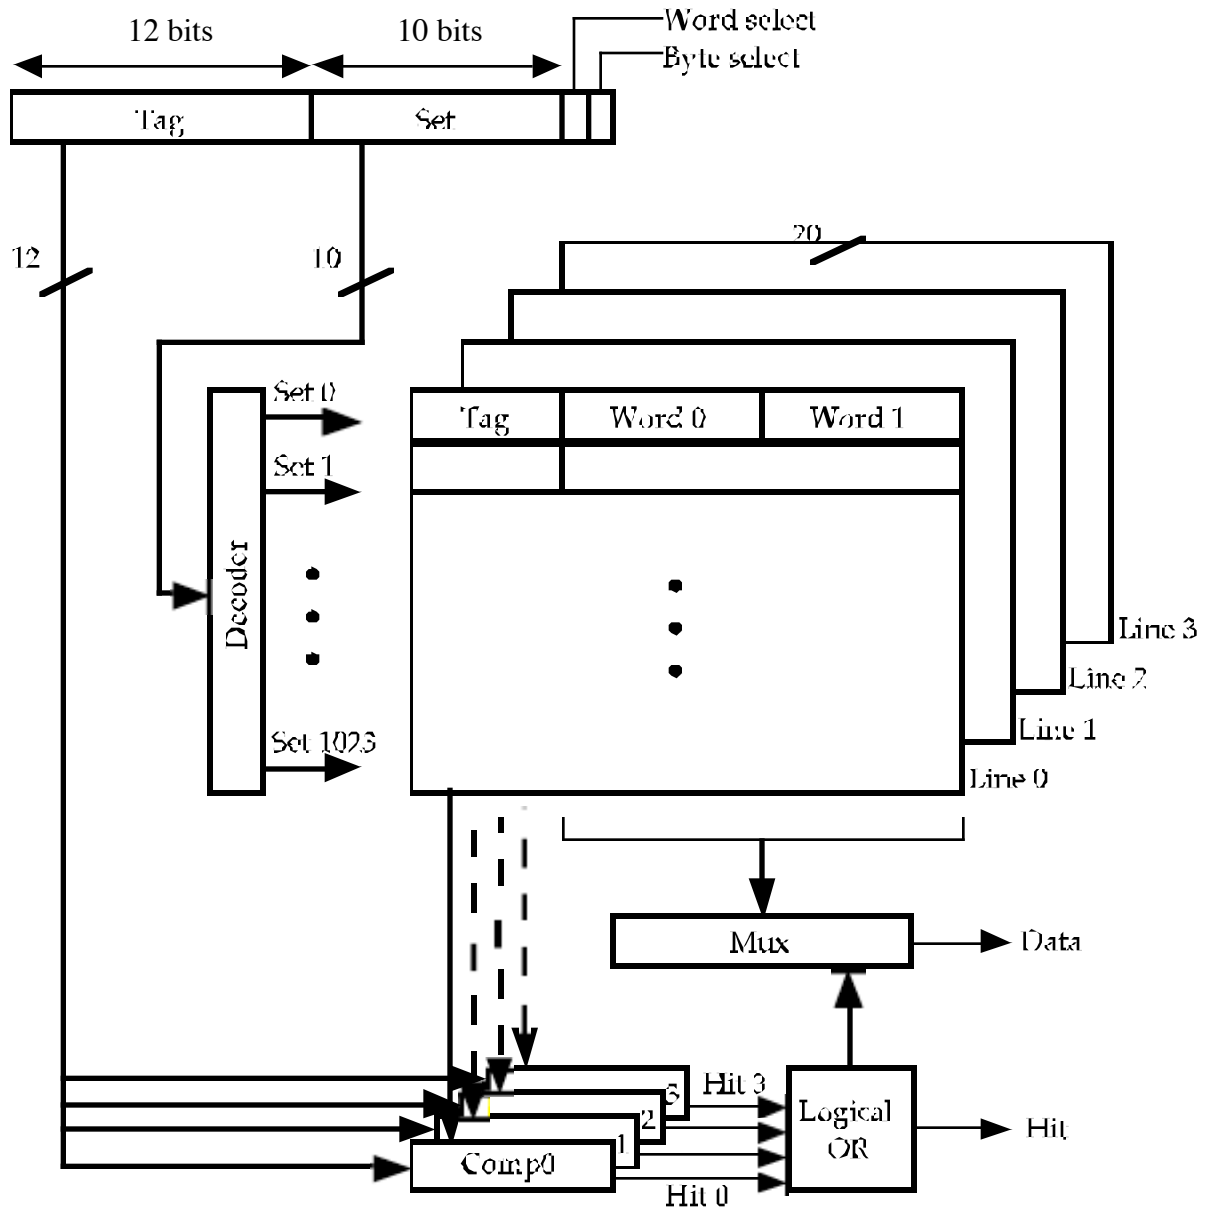 12 bits
10 bits
Word select
Byte select
Tag
Set
12
10
20
Set 0
Set 1
Decoder
Set 1023
Tag
Word 0
Word 1
Line 3
Line 2
Line 1
Line 0
Mux
Data
Hit 3
3
2
1
Comp0
Logical
OR
Hit
Hit 0